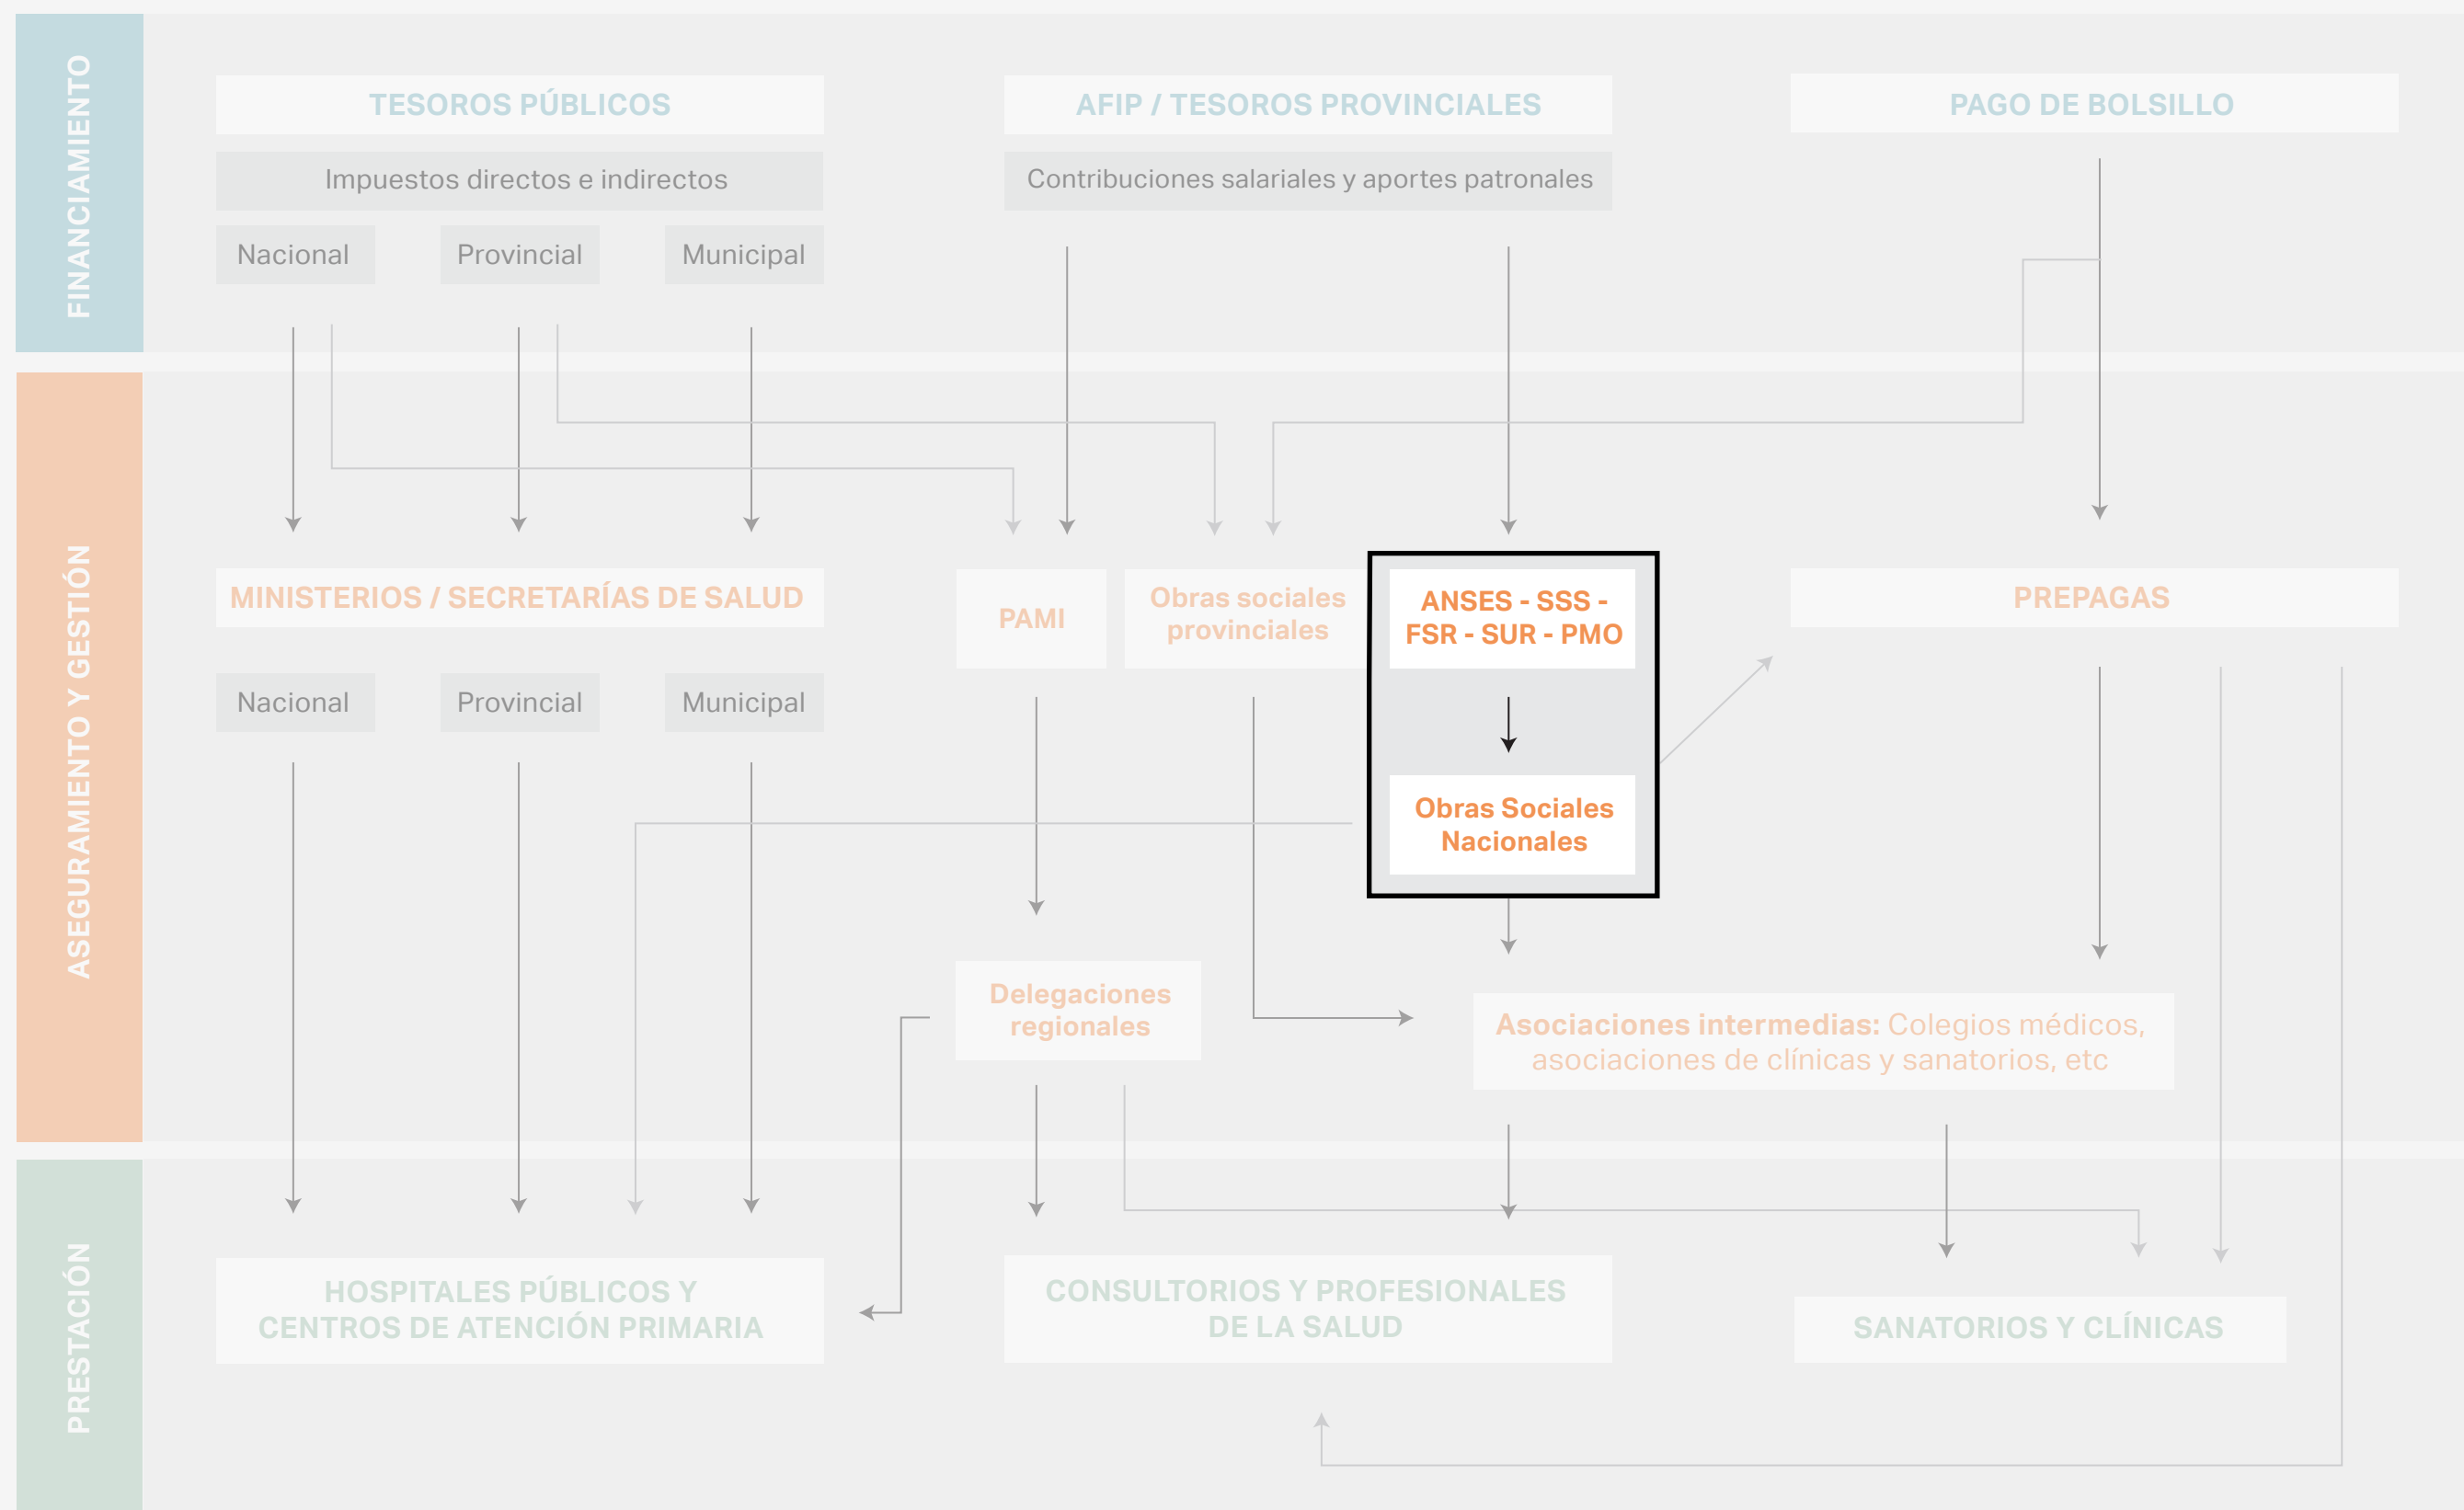 FINANCIAMIENTO
TESOROS PÚBLICOS
Impuestos directos e indirectos
Nacional
Provincial
Municipal
AFIP / TESOROS PROVINCIALES
Contribuciones salariales y aportes patronales
PAGO DE BOLSILLO
ASEGURAMIENTO Y GESTIÓN
MINISTERIOS / SECRETARÍAS DE SALUD
Nacional
Provincial
Municipal
PAMI
Obras sociales
provinciales
ANSES - SSS -
FSR - SUR - PMO
Obras Sociales
Nacionales
PREPAGAS
Delegaciones
regionales
Asociaciones intermedias: Colegios médicos,
asociaciones de clínicas y sanatorios, etc
PRESTACIÓN
HOSPITALES PÚBLICOS Y
CENTROS DE ATENCIÓN PRIMARIA
CONSULTORIOS Y PROFESIONALES
DE LA SALUD
SANATORIOS Y CLÍNICAS